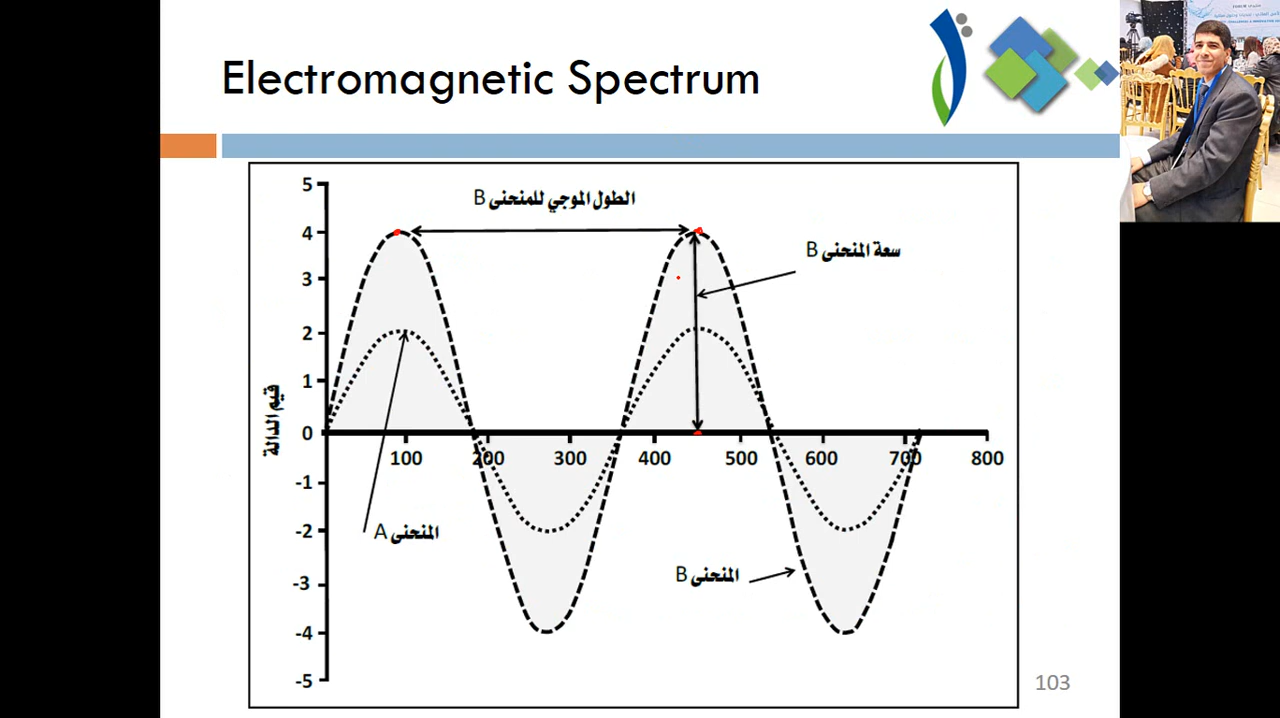 Electromagnetic Spectrum
5
الطول الموجي للمنحنى B
4
سعة المنحنى B
3
2
1
قيم الدالة
0
100 200 300 400 500 600 700 800
-1
-2
المنحنى A
المنحنى B
-3
-4
-5
103